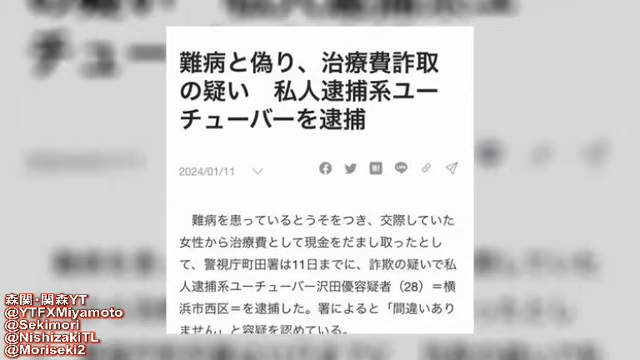 難病と偽り、治療費詐取
の疑い　私人逮捕系ユー
チューバーを逮捕
2024/01/11
　難病を患っているとうそをつき、交際していた
女性から治療費として現金をだまし取ったとし
て、警視庁町田署は11日までに、詐欺の疑いで私
人逮捕系ユーチューバー沢田優容疑者（28）＝横
浜市西区＝を逮捕した。署によると「間違いあり
ません」と容疑を認めている。
森関･関森YT
@YTFXMiyamoto
@Sekimori
@NishizakiTL
@Moriseki2